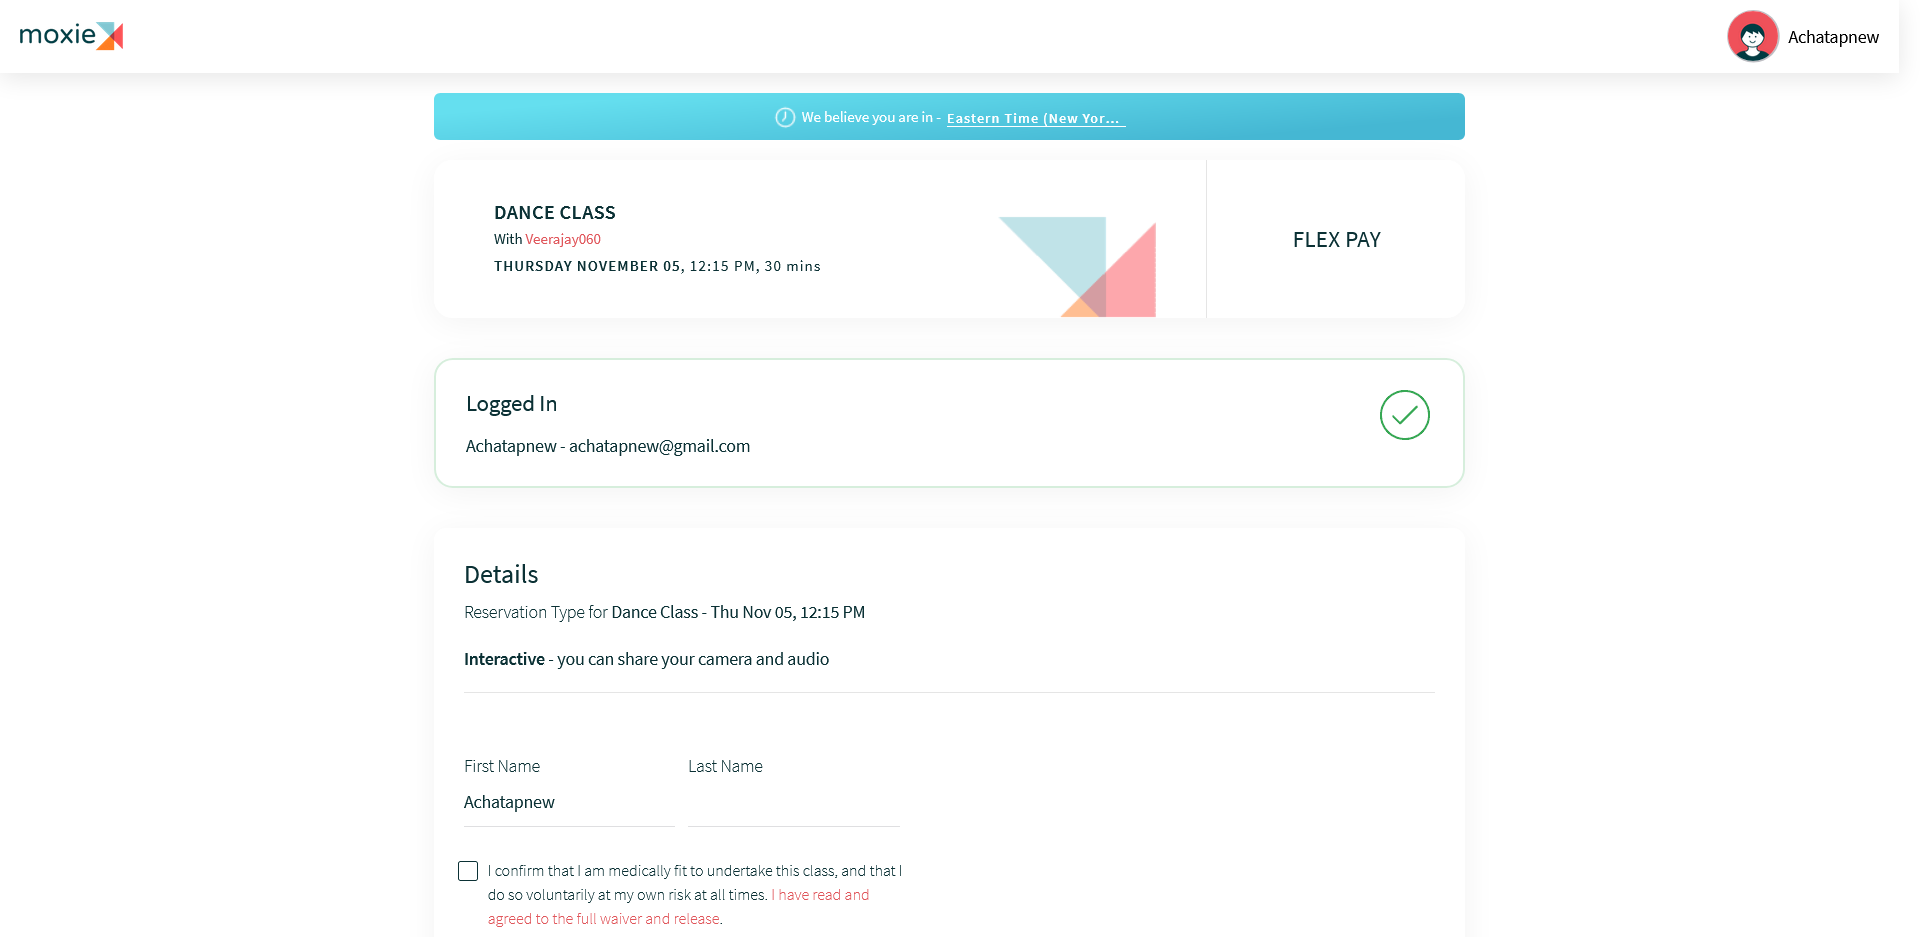 moxie
Achatapnew
We believe you are in - Eastern Time (New Yor...
DANCE CLASS
With Veerajay060
THURSDAY NOVEMBER 05, 12:15 PM, 30 mins
FLEX PAY
Logged In
Achatapnew - achatapnew@gmail.com
Details
Reservation Type for Dance Class - Thu Nov 05, 12:15 PM
Interactive - you can share your camera and audio
First Name Last Name
Achatapnew
I confirm that I am medically fit to undertake this class, and that I
do so voluntarily at my own risk at all times. I have read and
agreed to the full waiver and release.